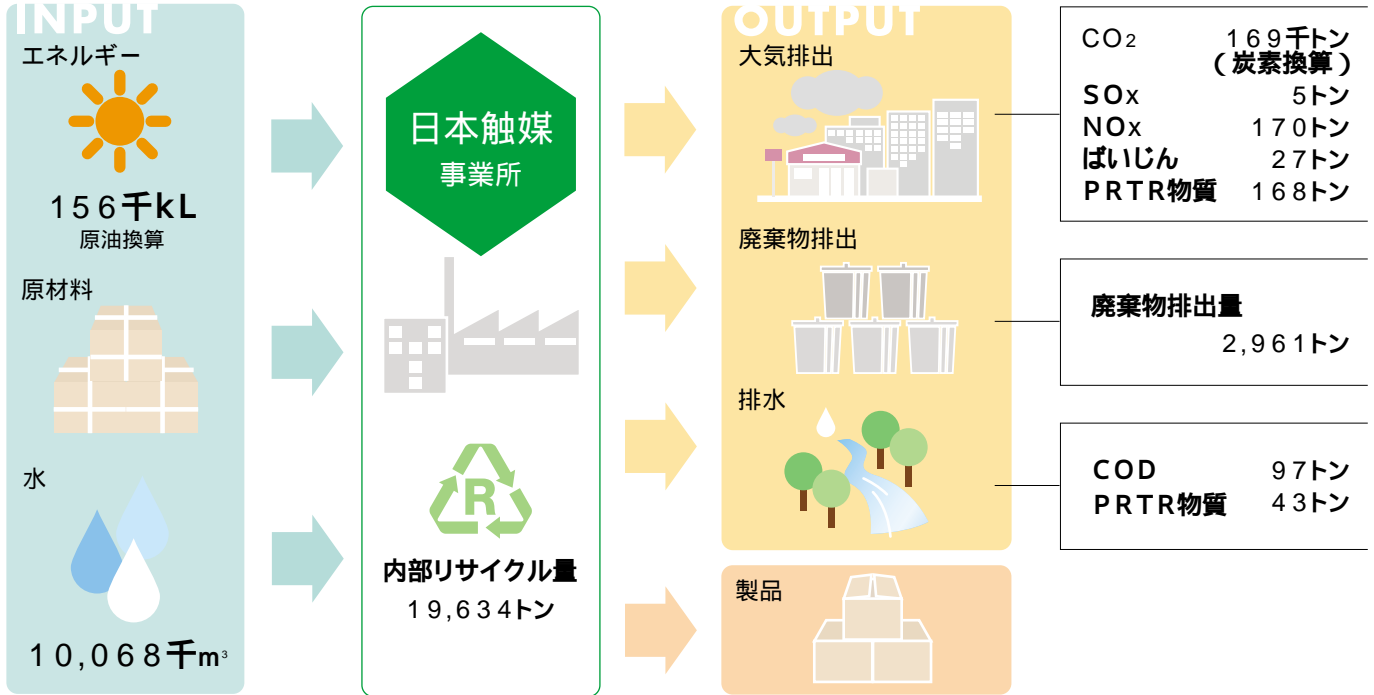 INPUT
エネルギー
156千kL
原油換算
原材料
水
10,068千m³
日本触媒
事業所
R
内部リサイクル量
19,634トン
OUTPUT
大気排出
廃棄物排出
排水
製品
CO2 169千トン
(炭素換算)
SOx 5トン
NOx 170トン
ばいじん 27トン
PRTR物質 168トン
廃棄物排出量
2,961トン
COD 97トン
PRTR物質 43トン